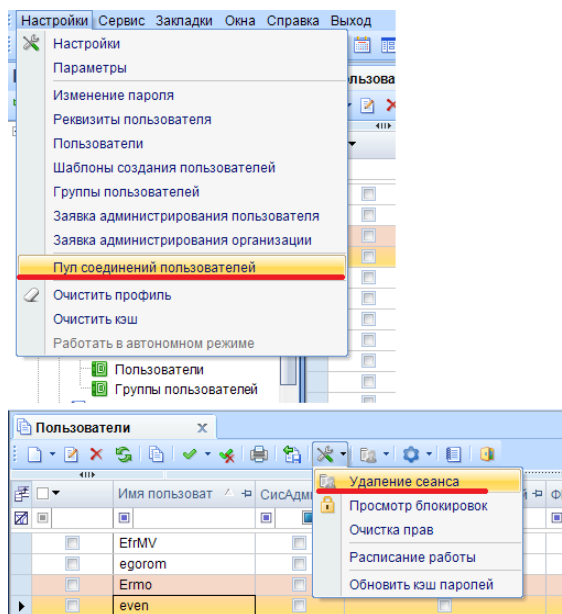 Настройки Сервис Закладки Окна Справка Выход
Настройки
Параметры
Изменение пароля
Реквизиты пользователя
Пользователи
Шаблоны создания пользователей
Группы пользователей
Заявка администрирования пользователя
Заявка администрирования организации
Пул соединений пользователей
Очистить профиль
Очистить кэш
Работать в автономном режиме
Пользователи
Группы пользователей
Пользователи
Имя пользоват СисАдми
Удаление сеанса
Просмотр блокировок
Очистка прав
Расписание работы
Обновить кэш паролей
EfrMV
egorom
Ermo
even